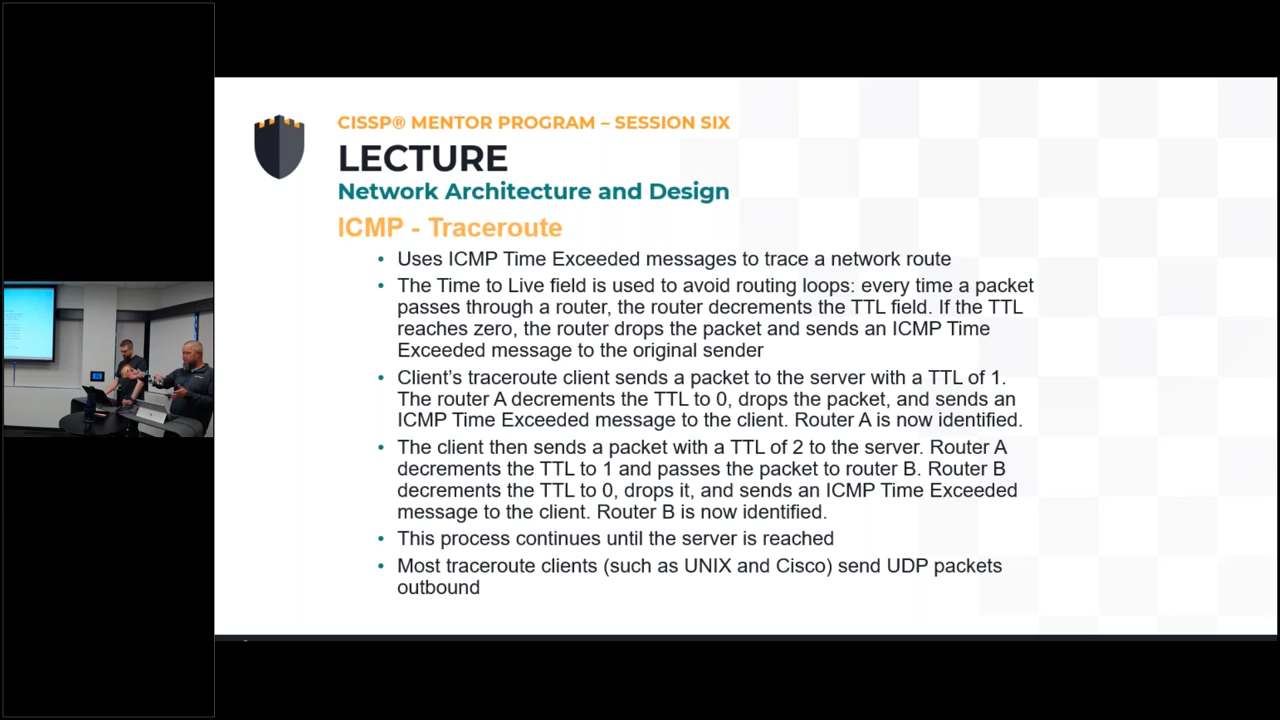 CISSP® MENTOR PROGRAM – SESSION SIX
LECTURE
Network Architecture and Design
ICMP - Traceroute
• Uses ICMP Time Exceeded messages to trace a network route
• The Time to Live field is used to avoid routing loops: every time a packet
passes through a router, the router decrements the TTL field. If the TTL
reaches zero, the router drops the packet and sends an ICMP Time
Exceeded message to the original sender
• Client’s traceroute client sends a packet to the server with a TTL of 1.
The router A decrements the TTL to 0, drops the packet, and sends an
ICMP Time Exceeded message to the client. Router A is now identified.
• The client then sends a packet with a TTL of 2 to the server. Router A
decrements the TTL to 1 and passes the packet to router B. Router B
decrements the TTL to 0, drops it, and sends an ICMP Time Exceeded
message to the client. Router B is now identified.
• This process continues until the server is reached
• Most traceroute clients (such as UNIX and Cisco) send UDP packets
outbound